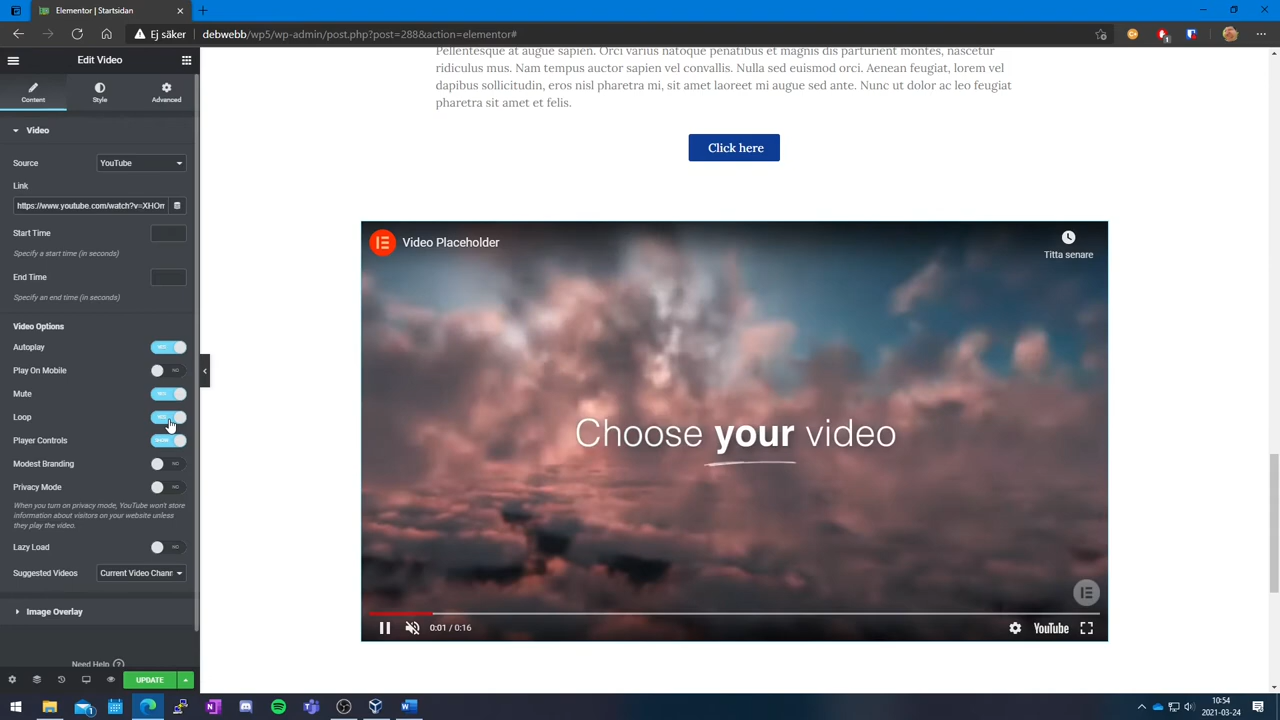 Elementor Startsidan
Ej säker
debwebb/wp5/wp-admin/post.php?post=288&action=elementor#
Edit Video
Content
Style
Advanced
Video
Source
YouTube
Link
https://www.youtube.com/watch?v=XHOm
Start Time
Specify a start time (in seconds)
End Time
Specify an end time (in seconds)
Video Options
Autoplay
YES
Play On Mobile
NO
Mute
YES
Loop
YES
Player Controls
SHOW
Modest Branding
NO
Privacy Mode
NO
When you turn on privacy mode, YouTube won't store
information about visitors on your website unless
they play the video.
Lazy Load
NO
Suggested Videos
Current Video Chann
Image Overlay
Need Help
UPDATE
Pellentesque at augue sapien. Orci varius natoque penatibus et magnis dis parturient montes, nascetur
ridiculus mus. Nam tempus auctor sapien vel convallis. Nulla sed euismod orci. Aenean feugiat, lorem vel
dapibus sollicitudin, eros nisl pharetra mi, sit amet laoreet mi augue sed ante. Nunc ut dolor ac leo feugiat
pharetra sit amet et felis.
Click here
Video Placeholder
Titta senare
Choose your video
0:01 / 0:16
YouTube
10:54
2021-03-24